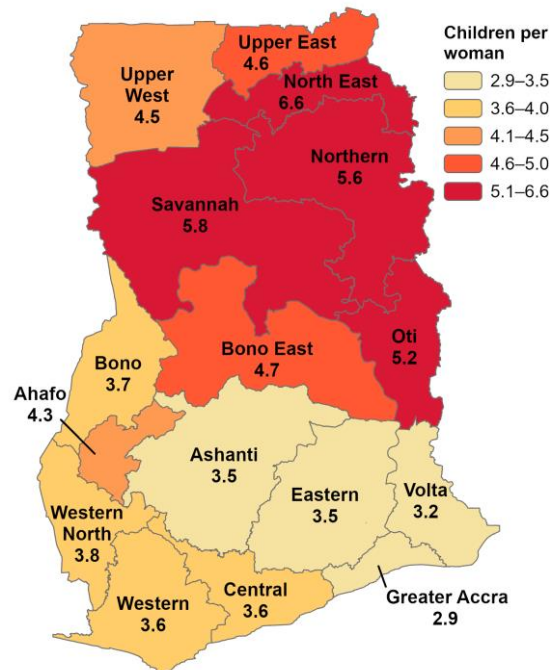 Upper East
4.6
Upper
West
4.5
North East
6.6
Northern
5.6
Savannah
5.8
Oti
5.2
Bono East
4.7
Bono
3.7
Ahafo
4.3
Ashanti
3.5
Eastern
3.5
Volta
3.2
Western
North
3.8
Western
3.6
Central
3.6
Greater Accra
2.9
Children per
woman
2.9–3.5
3.6–4.0
4.1–4.5
4.6–5.0
5.1–6.6